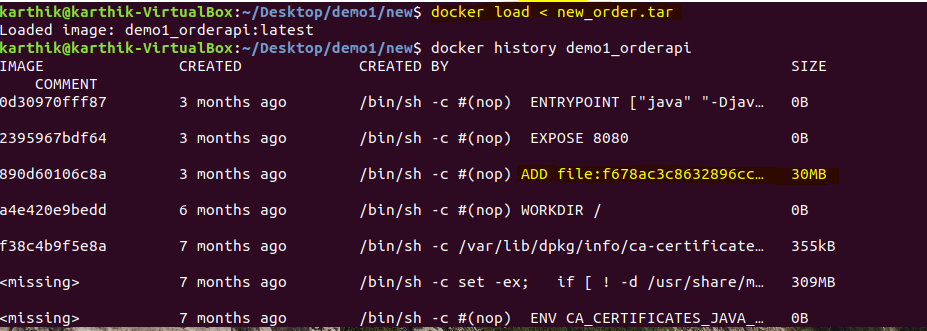 karthik@karthik-VirtualBox:~/Desktop/demo1/new$ docker load < new_order.tar
Loaded image: demo1_orderapi:latest
karthik@karthik-VirtualBox:~/Desktop/demo1/new$ docker history demo1_orderapi
IMAGE CREATED CREATED BY SIZE
COMMENT
0d30970fff87 3 months ago /bin/sh -c #(nop) ENTRYPOINT ["java" "-Djav… 0B
2395967bdf64 3 months ago /bin/sh -c #(nop) EXPOSE 8080 0B
890d60106c8a 3 months ago /bin/sh -c #(nop) ADD file:f678ac3c8632896cc… 30MB
a4e420e9bedd 6 months ago /bin/sh -c #(nop) WORKDIR / 0B
f38c4b9f5e8a 7 months ago /bin/sh -c /var/lib/dpkg/info/ca-certificate… 355kB
<missing> 7 months ago /bin/sh -c set -ex; if [ ! -d /usr/share/m… 309MB
<missing> 7 months ago /bin/sh -c #(nop) ENV CA_CERTIFICATES_JAVA_… 0B